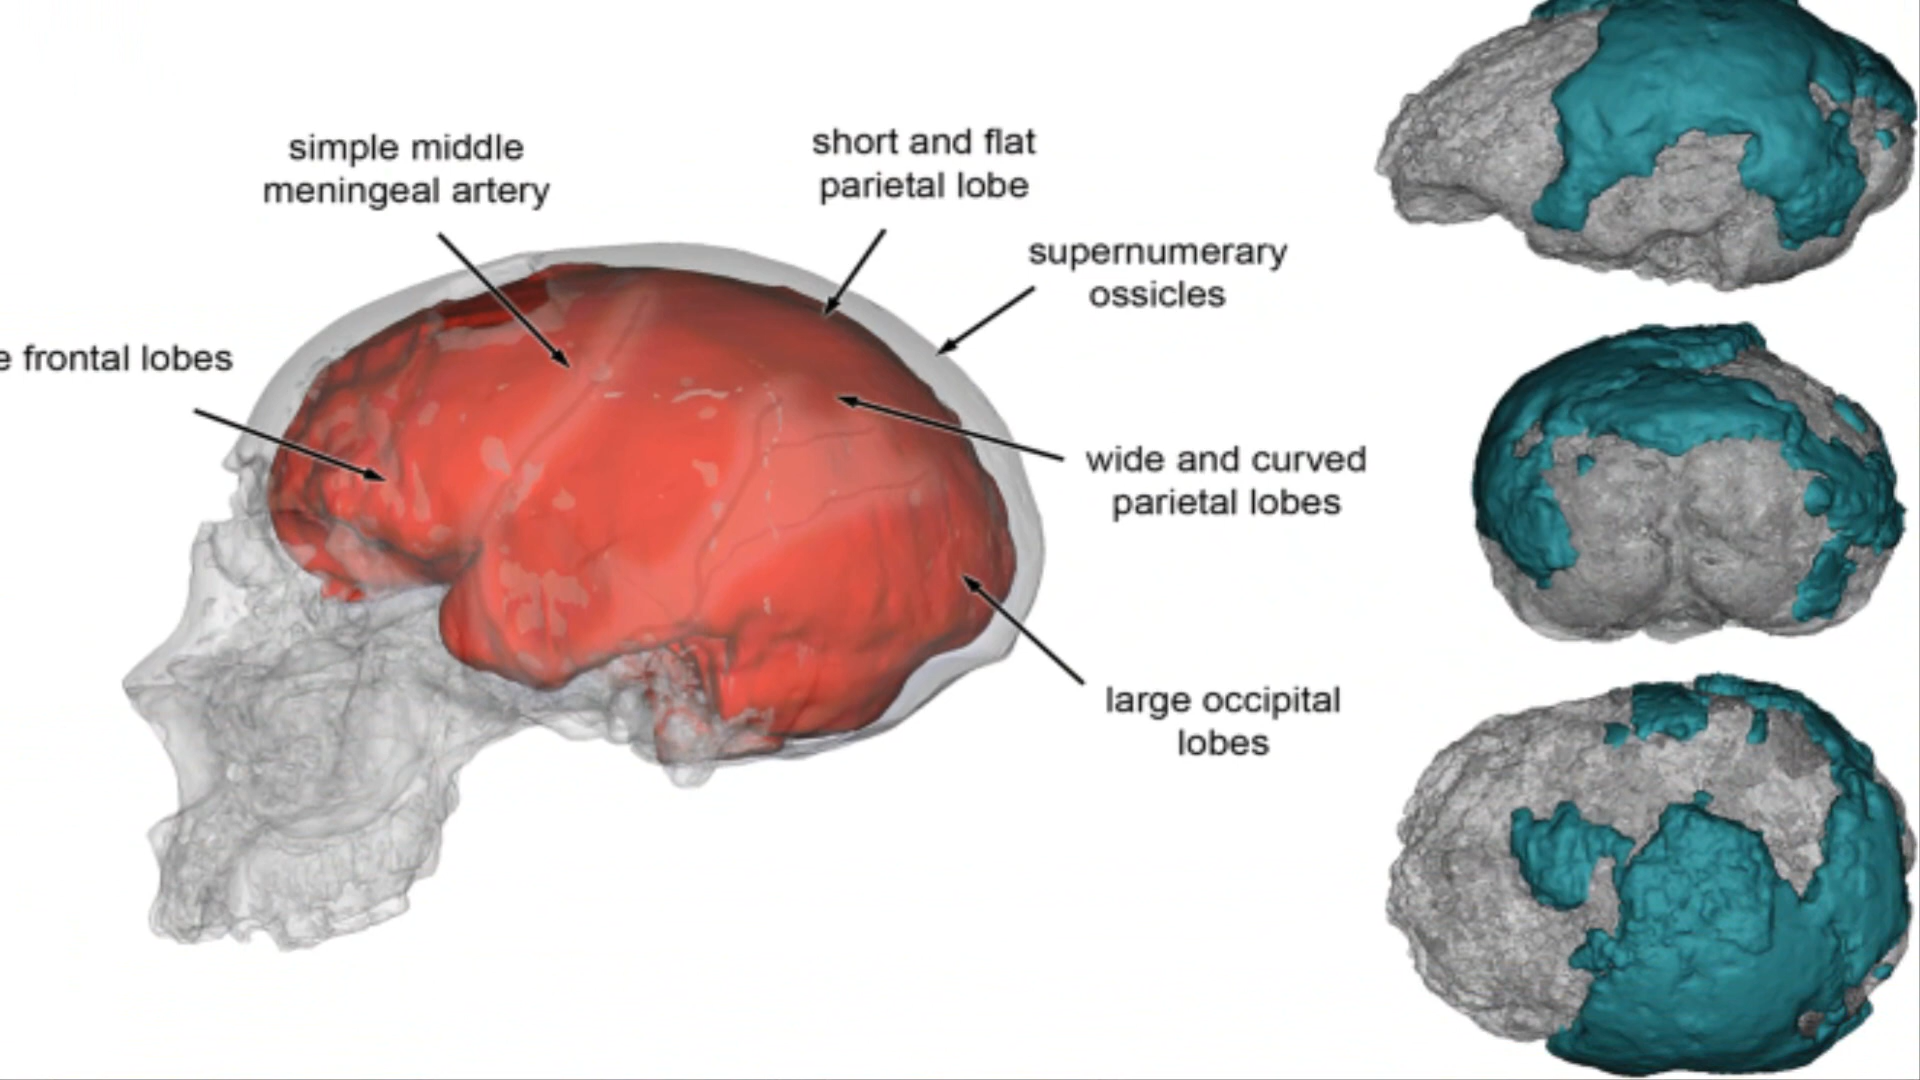 simple middle
meningeal artery
short and flat
parietal lobe
supernumerary
ossicles
frontal lobes
wide and curved
parietal lobes
large occipital
lobes